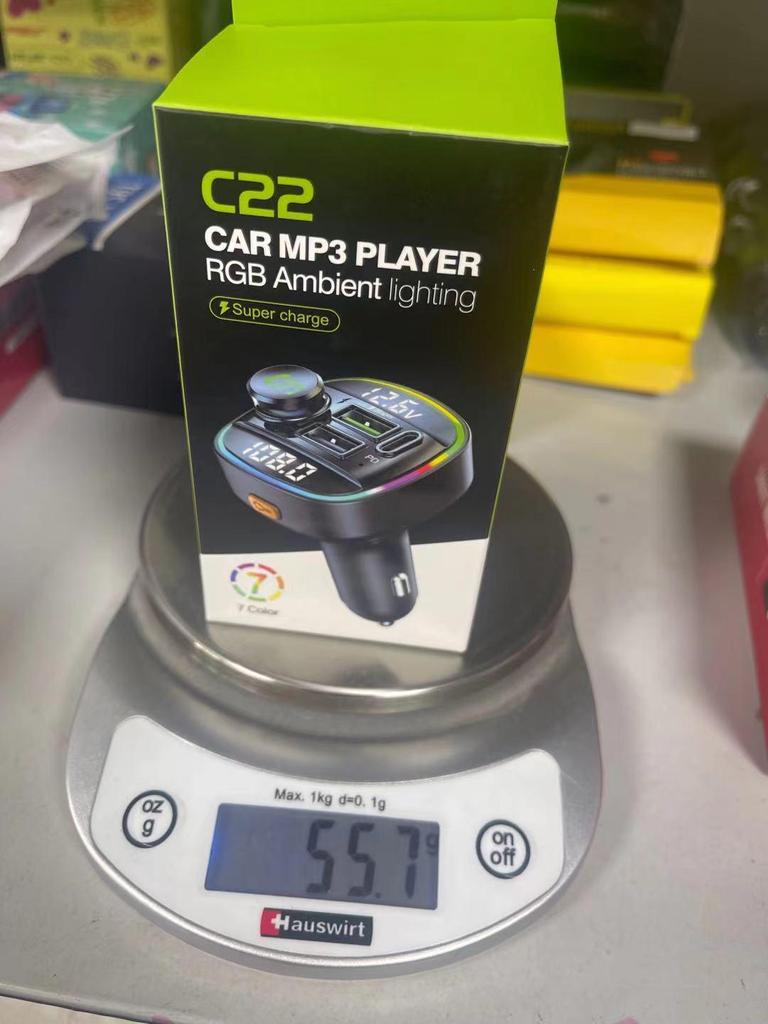 C22
CAR MP3 PLAYER
RGB Ambient lighting
Super charge
12.6V
108.0
PD
7
7 Color
Max. 1kg d=0.1g
oz
g
55.7g
on
off
Hauswirt